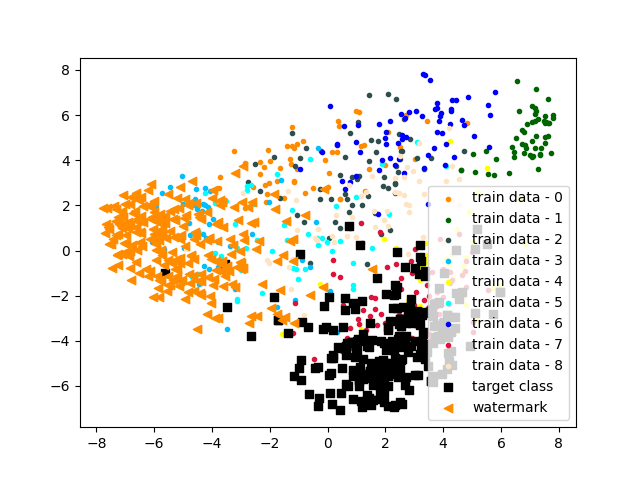 8
6
4
2
0
−2
−4
−6
−8
−6
−4
−2
0
2
4
6
8
train data - 0
train data - 1
train data - 2
train data - 3
train data - 4
train data - 5
train data - 6
train data - 7
train data - 8
target class
watermark